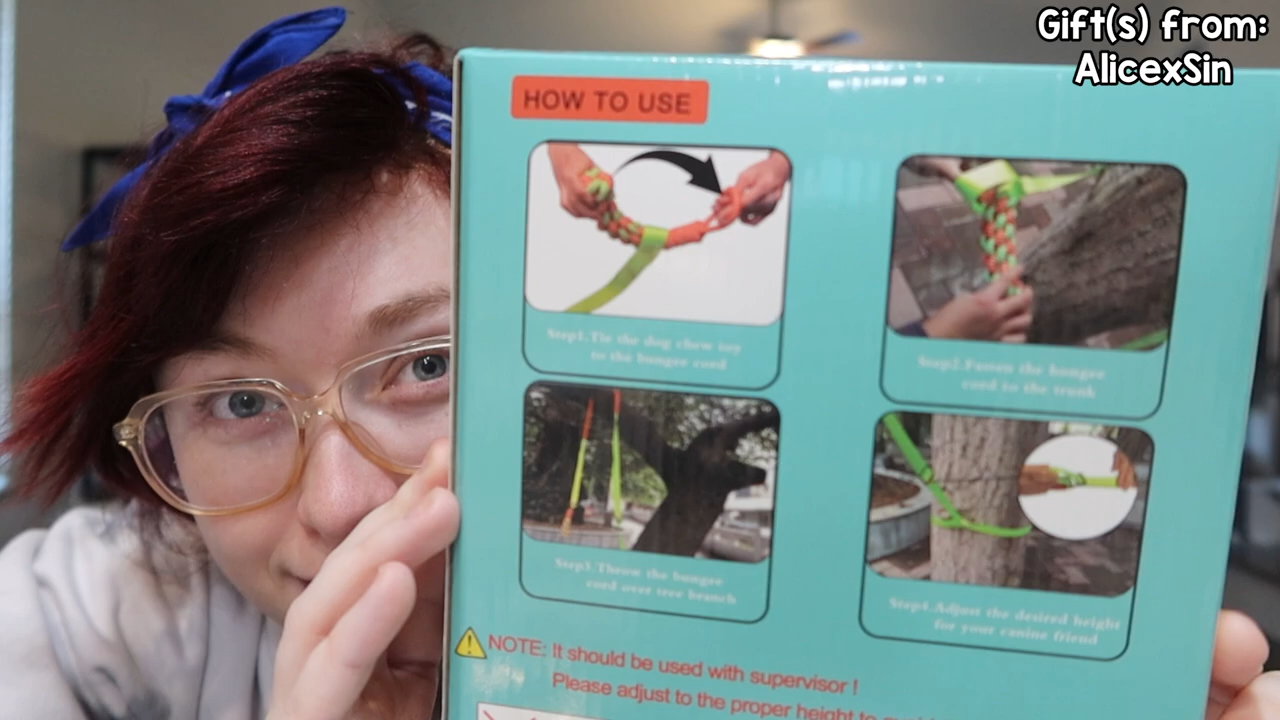 Gift(s) from:
AlicexSin
HOW TO USE
Step1.Tie the dog chew toy
to the bungee cord
Step2.Fasten the bungee
cord to the trunk
Step3.Throw the bungee
cord over tree branch
Step4.Adjust the desired height
for your canine friend
NOTE: It should be used with supervisor !
Please adjust to the proper height to